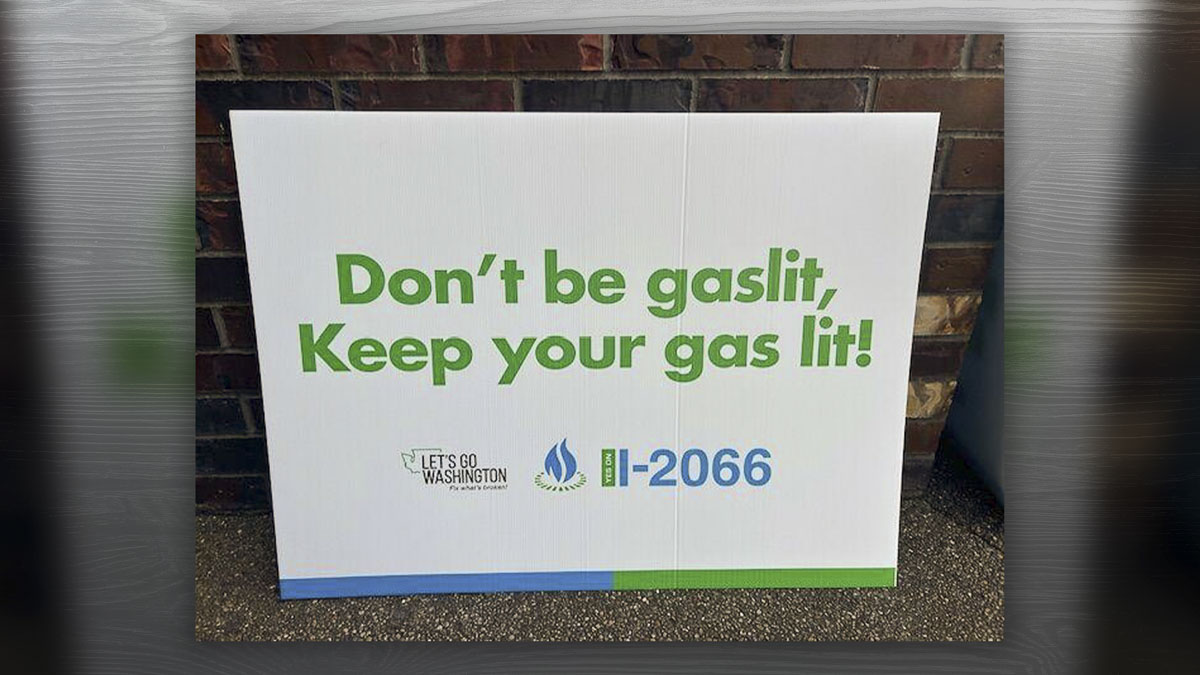 Don't be gaslit,
Keep your gas lit!
LET'S GO
WASHINGTON
Fix what's broken!
YES ON
I-2066